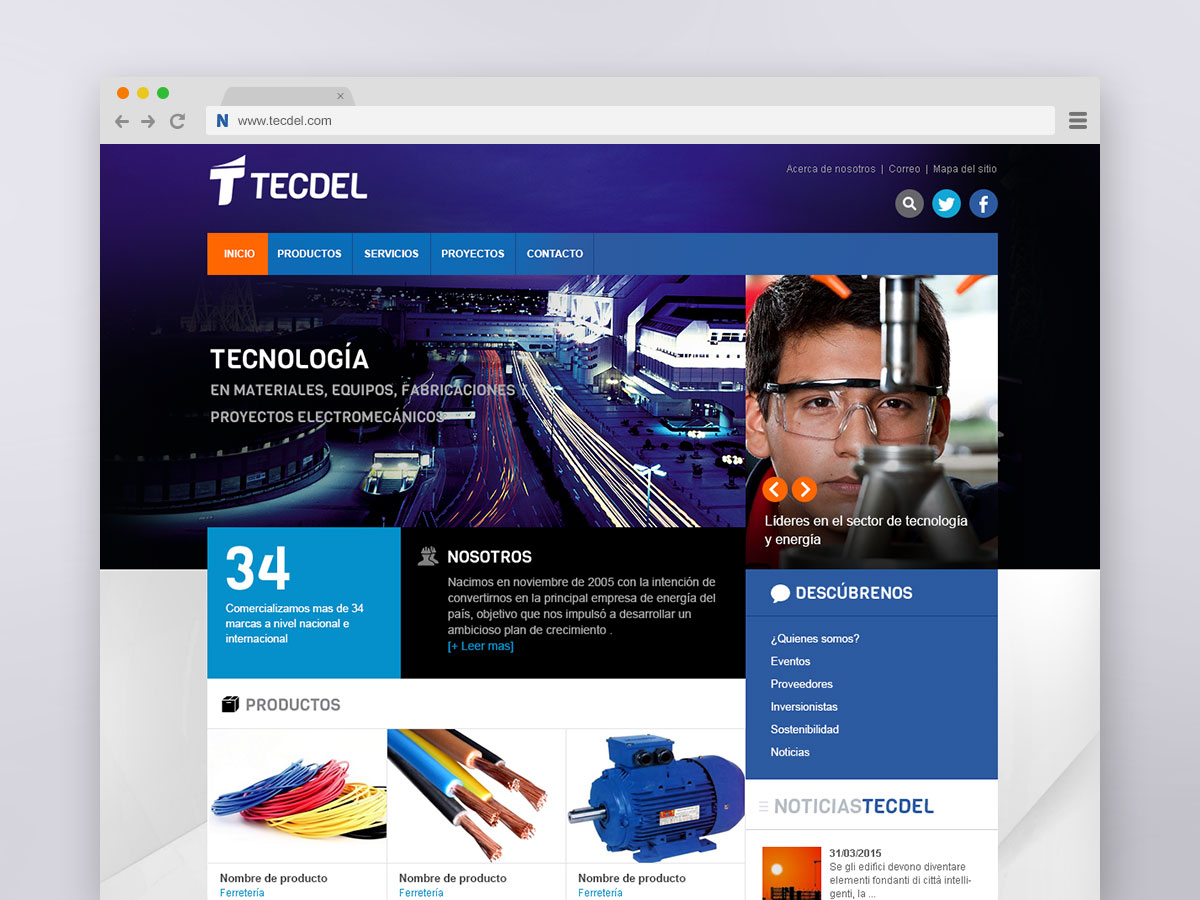 N www.tecdel.com
TECDEL
Acerca de nosotros | Correo | Mapa del sitio
INICIO PRODUCTOS SERVICIOS PROYECTOS CONTACTO
TECNOLOGÍA
EN MATERIALES, EQUIPOS, FABRICACIONES Y
PROYECTOS ELECTROMECÁNICOS
Líderes en el sector de tecnología
y energía
34
Comercializamos mas de 34
marcas a nivel nacional e
internacional
NOSOTROS
Nacimos en noviembre de 2005 con la intención de
convertirnos en la principal empresa de energía del
país, objetivo que nos impulsó a desarrollar un
ambicioso plan de crecimiento .
[+ Leer mas]
DESCÚBRENOS
¿Quienes somos?
Eventos
Proveedores
Inversionistas
Sostenibilidad
Noticias
PRODUCTOS
Nombre de producto
Ferretería
Nombre de producto
Ferretería
Nombre de producto
Ferretería
NOTICIASTECDEL
31/03/2015
Se gli edifici devono diventare
elementi fondanti di città intelli-
genti, la ...